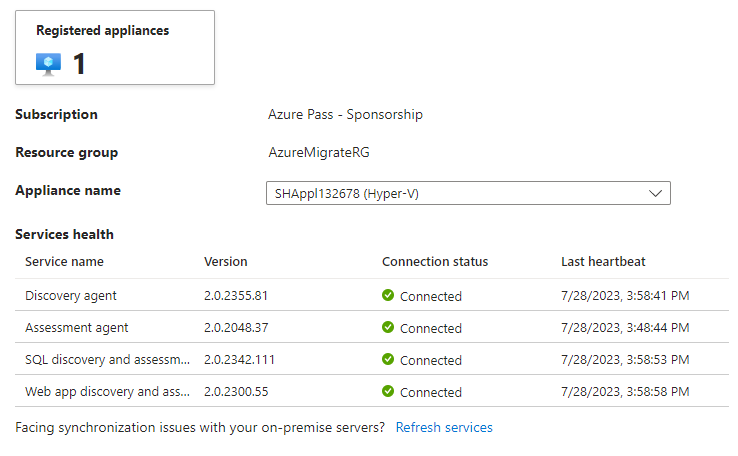 Registered appliances
1
Subscription Azure Pass - Sponsorship
Resource group AzureMigrateRG
Appliance name SHAppl132678 (Hyper-V)
Services health
Service name Version Connection status Last heartbeat
Discovery agent 2.0.2355.81 Connected 7/28/2023, 3:58:41 PM
Assessment agent 2.0.2048.37 Connected 7/28/2023, 3:48:44 PM
SQL discovery and assessm... 2.0.2342.111 Connected 7/28/2023, 3:58:53 PM
Web app discovery and ass... 2.0.2300.55 Connected 7/28/2023, 3:58:58 PM
Facing synchronization issues with your on-premise servers? Refresh services